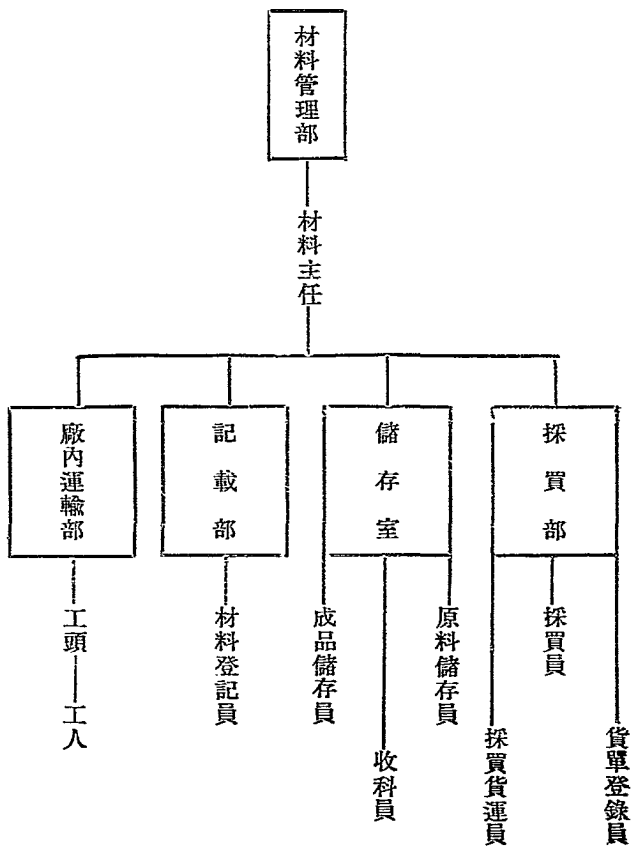 材料管理部
材料主任
採買部
儲存室
記載部
廠內運輸部
貨單登錄員
採買員
採買貨運員
原料儲存員
收科員
成品儲存員
材料登記員
工頭
工人